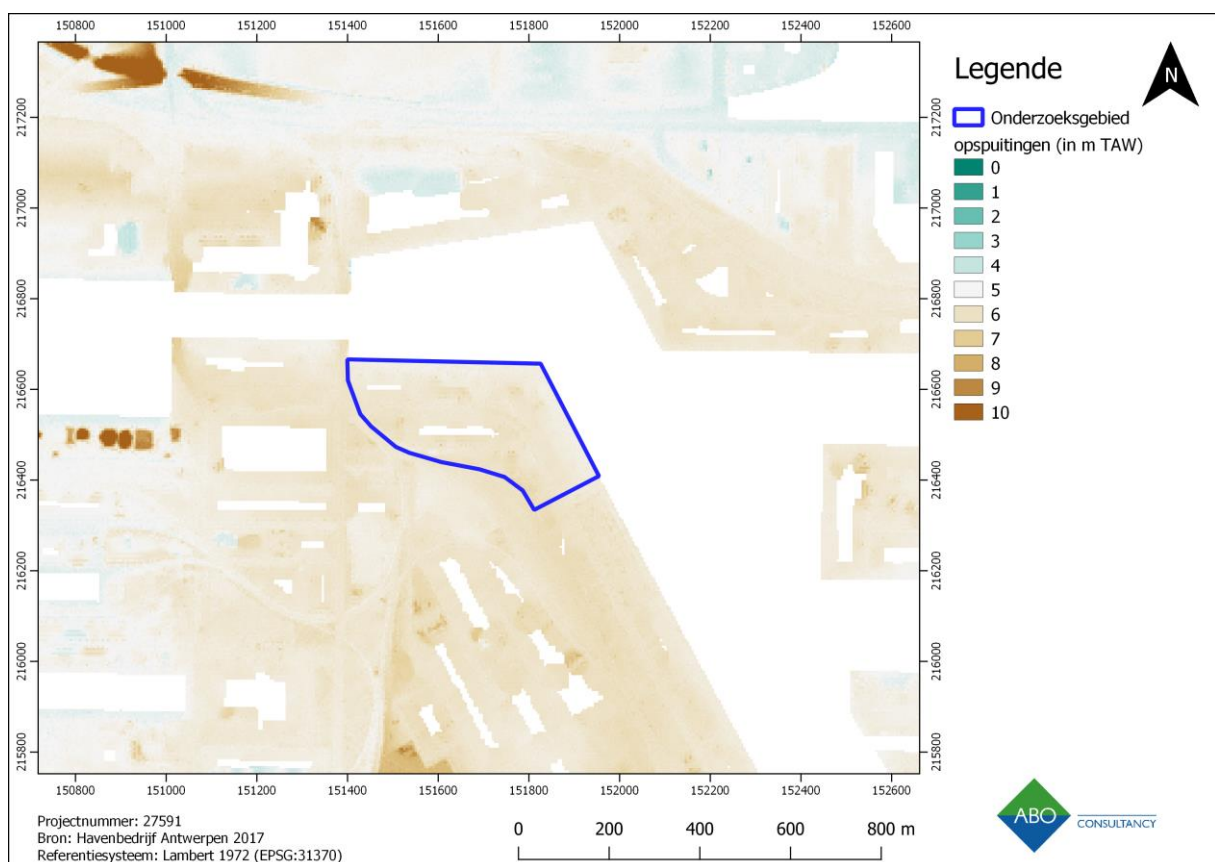 150800 151000 151200 151400 151600 151800 152000 152200 152400 152600
217200
217000
216800
216600
216400
216200
216000
215800
217200
217000
216800
216600
216400
216200
216000
215800
150800 151000 151200 151400 151600 151800 152000 152200 152400 152600
Legende
N
Onderzoeksgebied
opspuitingen (in m TAW)
0
1
2
3
4
5
6
7
8
9
10
Projectnummer: 27591
Bron: Havenbedrijf Antwerpen 2017
Referentiesysteem: Lambert 1972 (EPSG:31370)
0 200 400 600 800 m
ABO CONSULTANCY